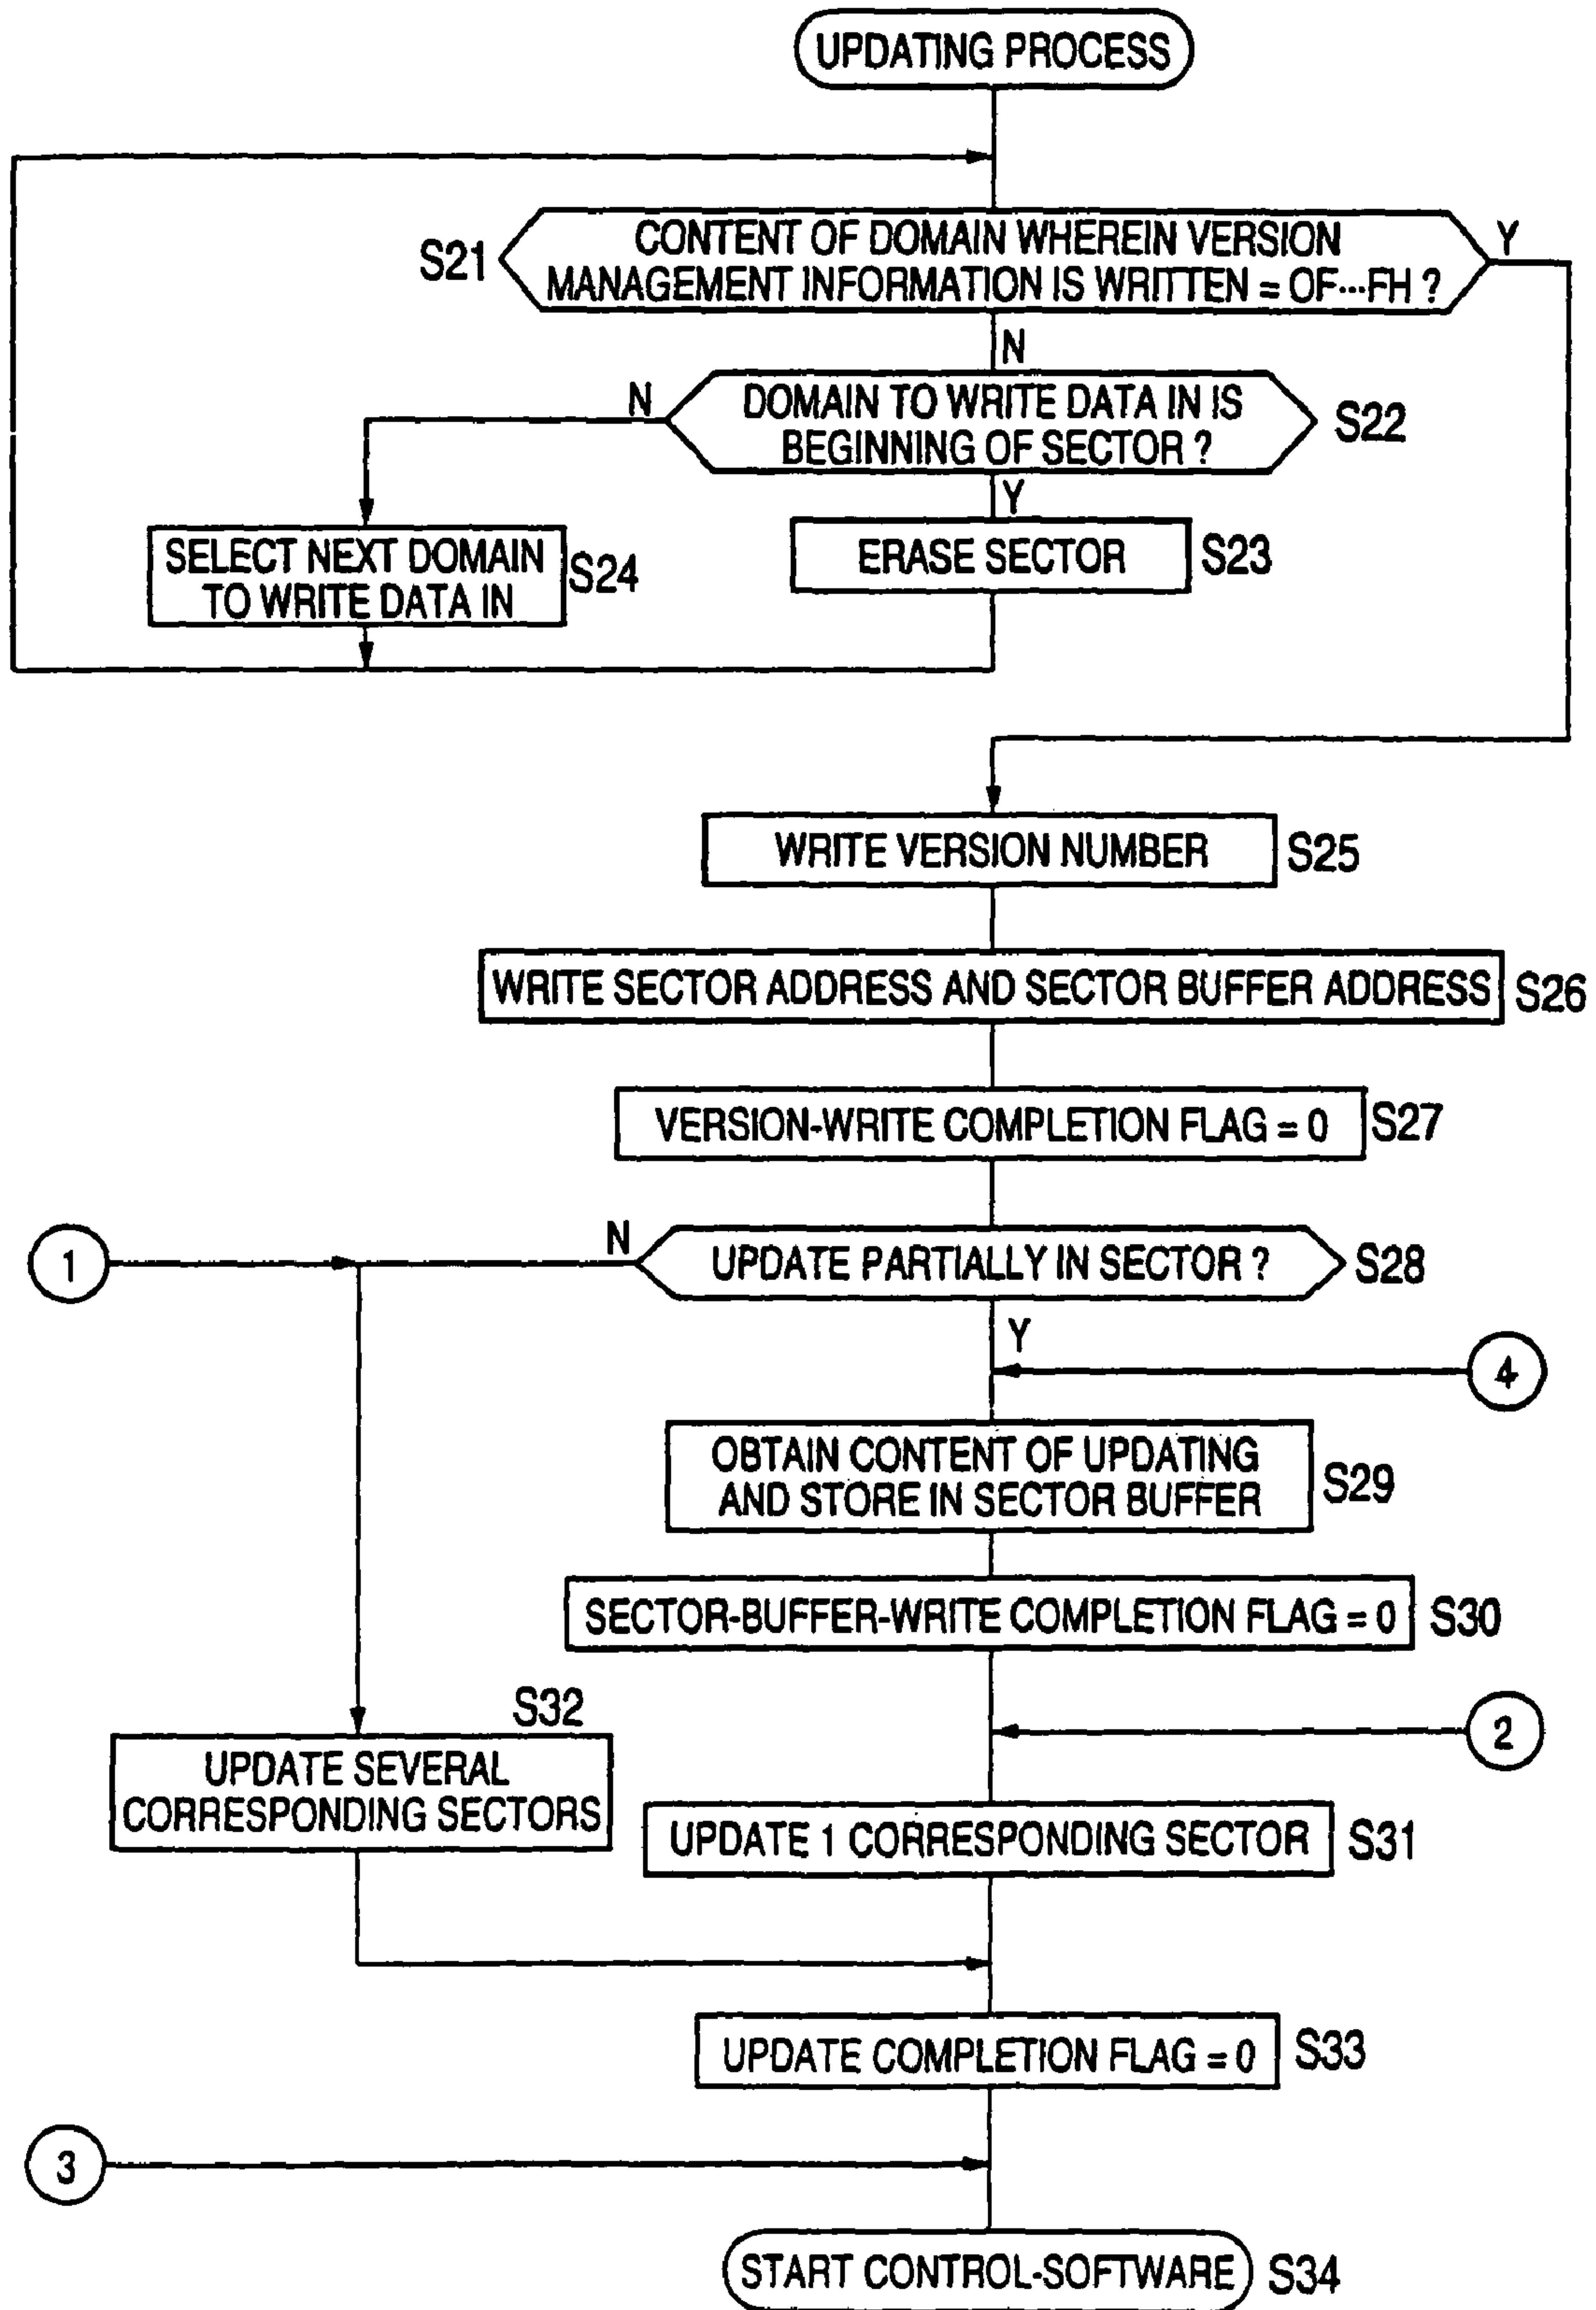 UPDATING PROCESS
CONTENT OF DOMAIN WHEREIN VERSION
MANAGEMENT INFORMATION IS WRITTEN = OF···FH ?
S21
Y
N
DOMAIN TO WRITE DATA IN IS
BEGINNING OF SECTOR ?
S22
N
Y
SELECT NEXT DOMAIN
TO WRITE DATA IN
S24
ERASE SECTOR
S23
WRITE VERSION NUMBER
S25
WRITE SECTOR ADDRESS AND SECTOR BUFFER ADDRESS
S26
VERSION-WRITE COMPLETION FLAG = 0
S27
1
N
UPDATE PARTIALLY IN SECTOR ?
S28
Y
4
OBTAIN CONTENT OF UPDATING
AND STORE IN SECTOR BUFFER
S29
SECTOR-BUFFER-WRITE COMPLETION FLAG = 0
S30
S32
2
UPDATE SEVERAL
CORRESPONDING SECTORS
UPDATE 1 CORRESPONDING SECTOR
S31
UPDATE COMPLETION FLAG = 0
S33
3
START CONTROL-SOFTWARE
S34